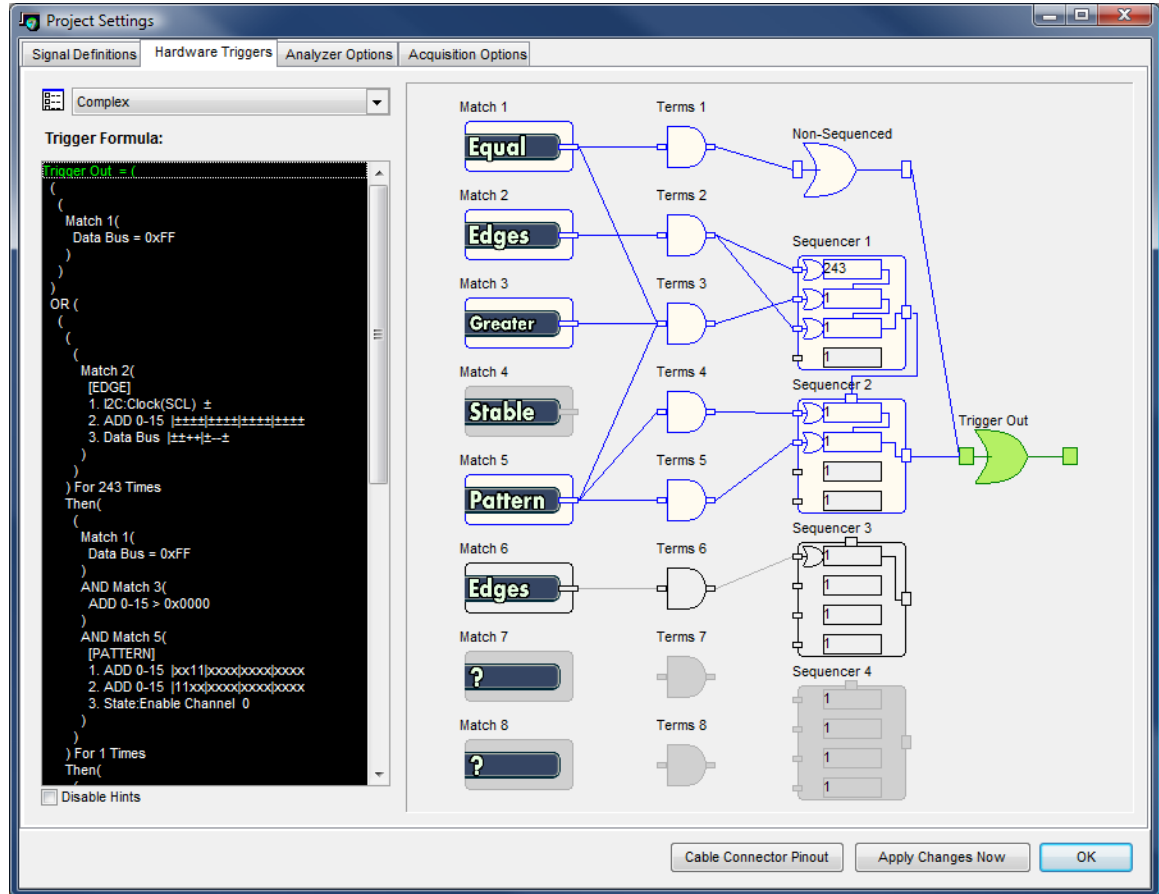 Project Settings
Signal Definitions
Hardware Triggers
Analyzer Options
Acquisition Options
Complex
Trigger Formula:
Trigger Out = (
(
(
Match 1(
Data Bus = 0xFF
)
)
)
OR (
(
(
(
Match 2(
[EDGE]
1. I2C:Clock(SCL) ±
2. ADD 0-15 |±±±±|±±±±|±±±±|±±±±
3. Data Bus |±±++|±--±
)
)
) For 243 Times
Then(
(
Match 1(
Data Bus = 0xFF
)
AND Match 3(
ADD 0-15 > 0x0000
)
AND Match 5(
[PATTERN]
1. ADD 0-15 |xx11|xxxx|xxxx|xxxx
2. ADD 0-15 |11xx|xxxx|xxxx|xxxx
3. State:Enable Channel 0
)
)
) For 1 Times
Then(
Disable Hints
Match 1
Equal
Match 2
Edges
Match 3
Greater
Match 4
Stable
Match 5
Pattern
Match 6
Edges
Match 7
?
Match 8
?
Terms 1
Terms 2
Terms 3
Terms 4
Terms 5
Terms 6
Terms 7
Terms 8
Non-Sequenced
Sequencer 1
243
1
1
1
Sequencer 2
1
1
1
1
Sequencer 3
1
1
1
1
Sequencer 4
1
1
1
1
Trigger Out
Cable Connector Pinout
Apply Changes Now
OK